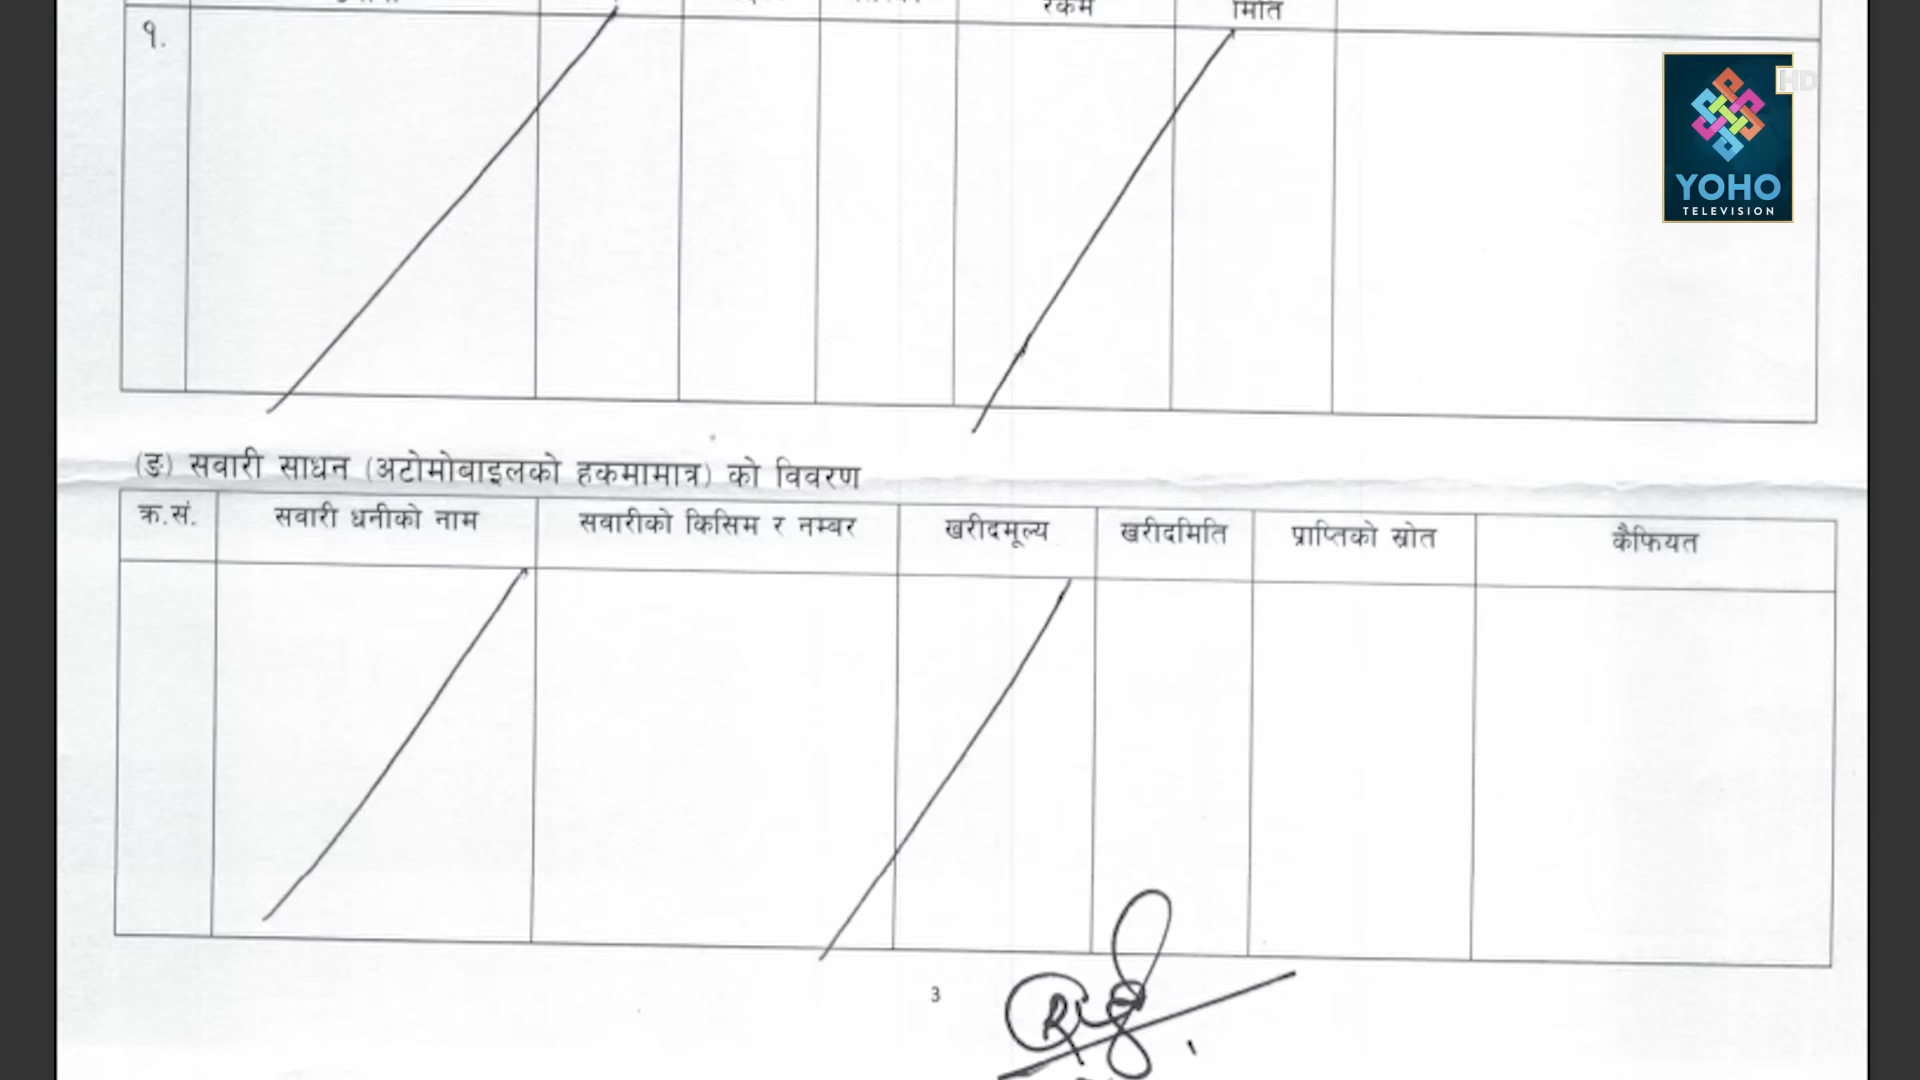 रकम मिति
१.
HD
YOHO
TELEVISION
(ङ) सवारी साधन (अटोमोबाइलको हकमामात्र) को विवरण
क्र.सं. सवारी धनीको नाम सवारीको किसिम र नम्बर खरीदमूल्य खरीदमिति प्राप्तिको स्रोत कैफियत
3